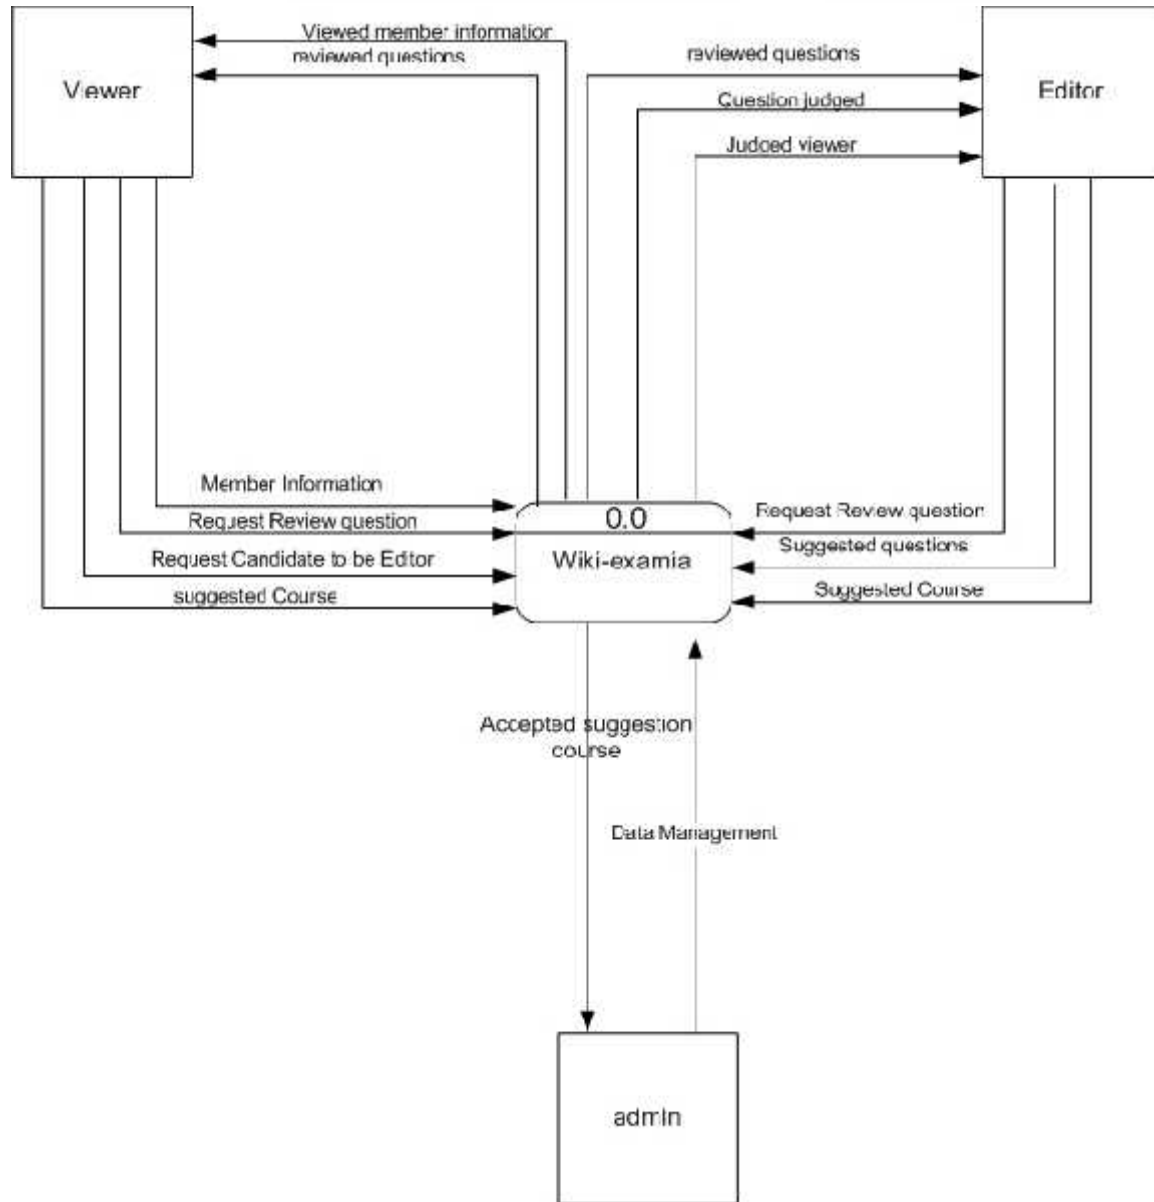 Viewed member information
reviewed questions
Viewer
reviewed questions
Question judged
Judged viewer
Editor
Member Information
Request Review question
Request Candidate to be Editor
suggested Course
0.0
Wiki-examia
Request Review question
Suggested questions
Suggested Course
Accepted suggestion
course
Data Management
admin